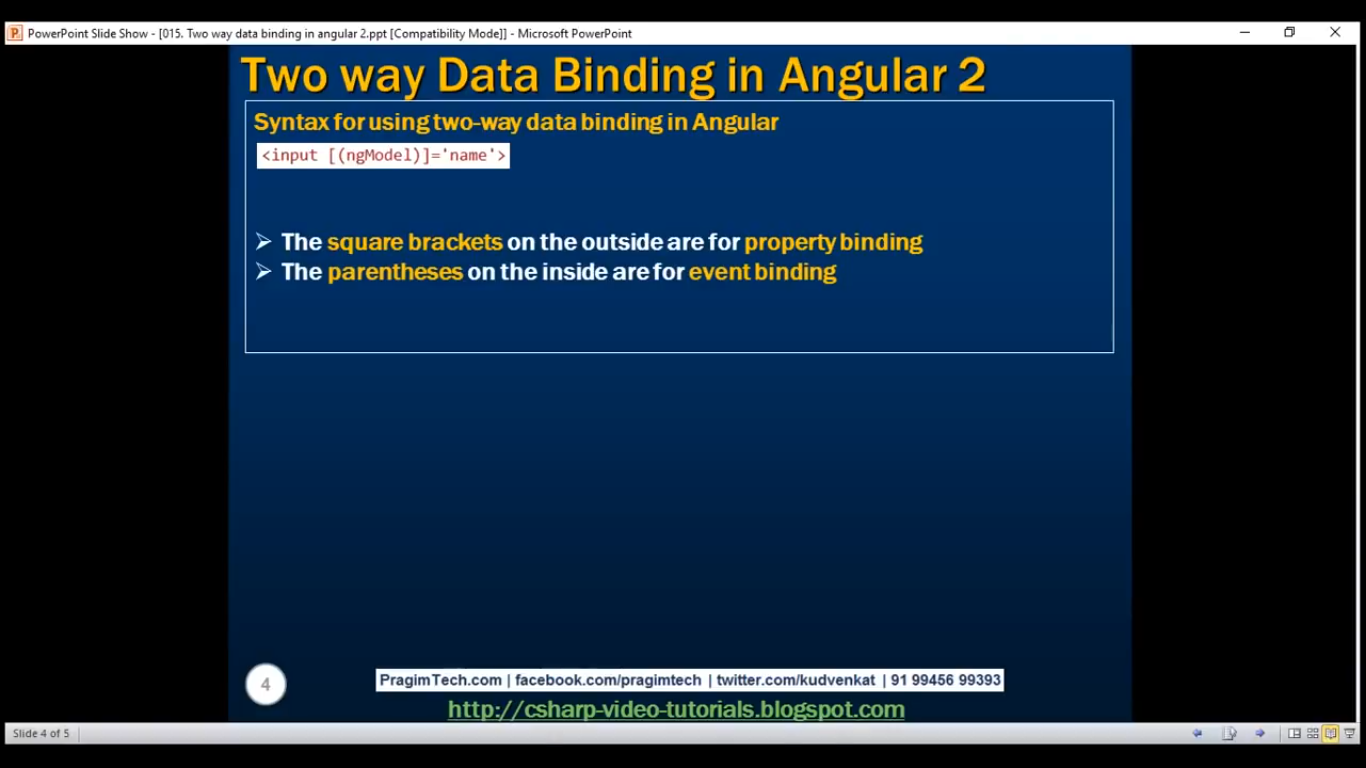 PowerPoint Slide Show - [015. Two way data binding in angular 2.ppt [Compatibility Mode]] - Microsoft PowerPoint
Two way Data Binding in Angular 2
Syntax for using two-way data binding in Angular
<input [(ngModel)]='name'>
The square brackets on the outside are for property binding
The parentheses on the inside are for event binding
4
PragimTech.com | facebook.com/pragimtech | twitter.com/kudvenkat | 91 99456 99393
http://csharp-video-tutorials.blogspot.com
Slide 4 of 5